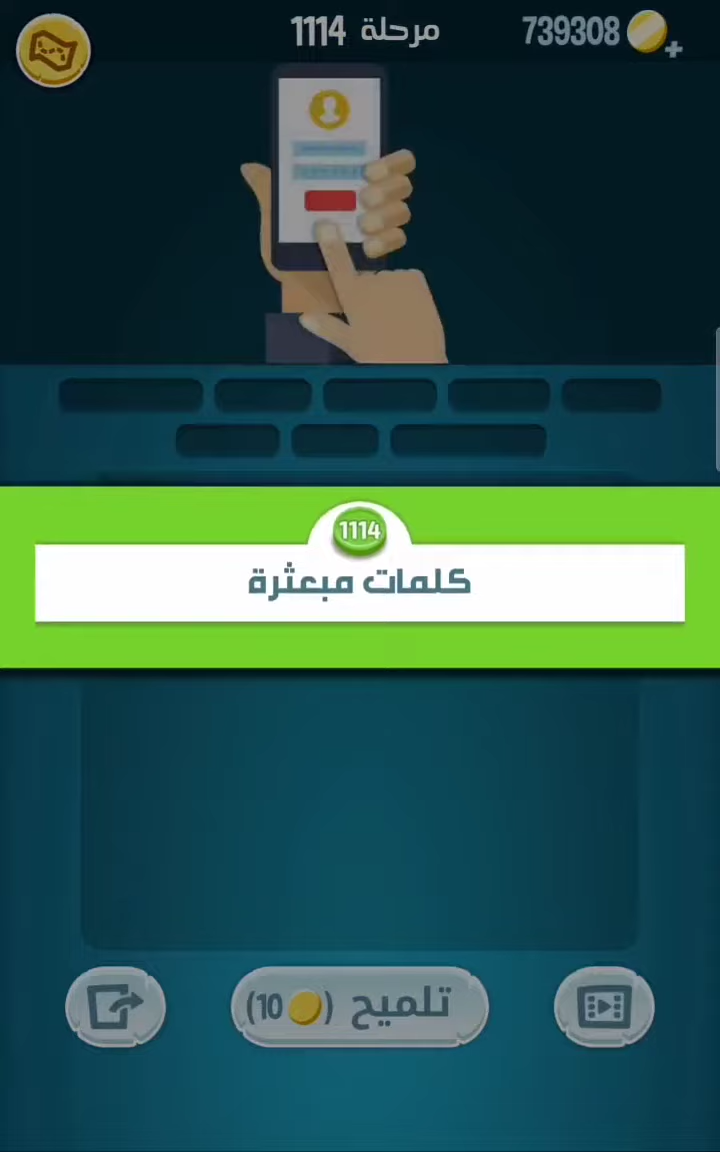 مرحلة 1114
739308
1114
كلمات مبعثرة
تلميح (10)